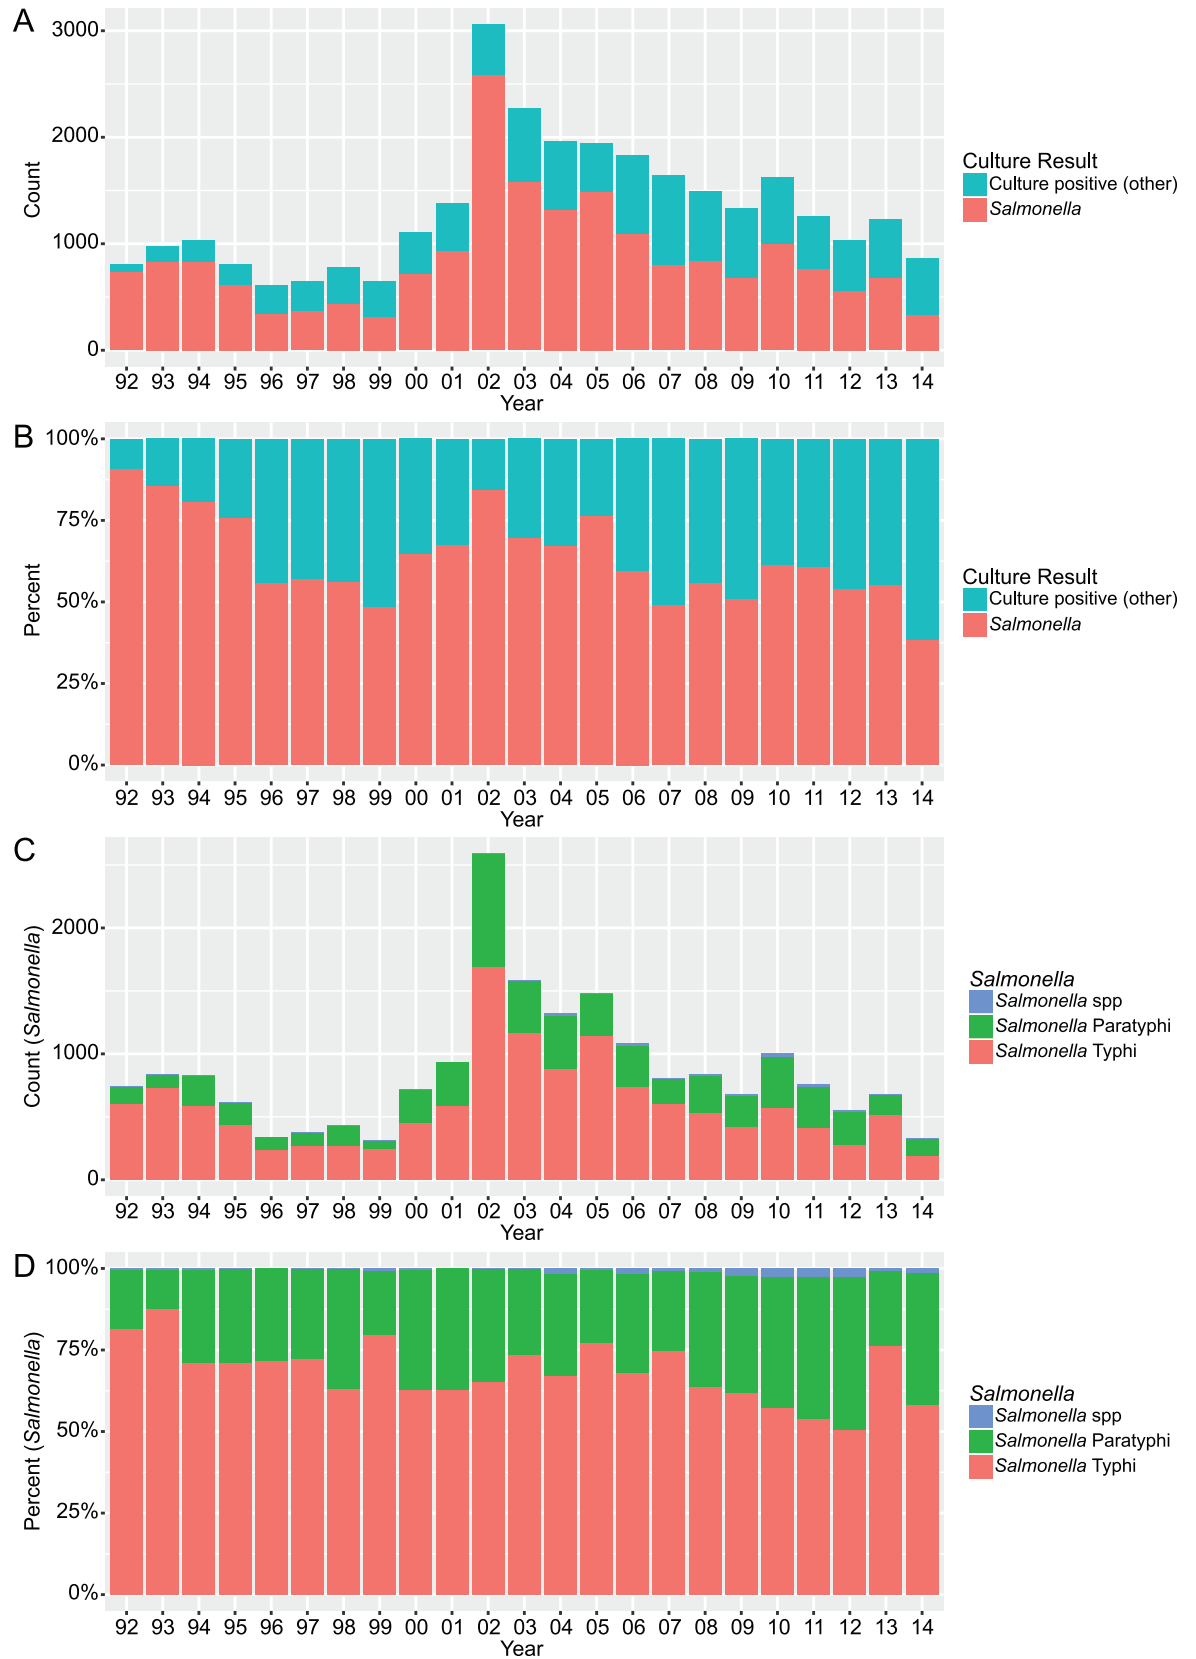 A
3000
2000
1000
0
Count
92 93 94 95 96 97 98 99 00 01 02 03 04 05 06 07 08 09 10 11 12 13 14
Year
Culture Result
Culture positive (other)
Salmonella
B
100%
75%
50%
25%
0%
Percent
92 93 94 95 96 97 98 99 00 01 02 03 04 05 06 07 08 09 10 11 12 13 14
Year
Culture Result
Culture positive (other)
Salmonella
C
2000
1000
0
Count (Salmonella)
92 93 94 95 96 97 98 99 00 01 02 03 04 05 06 07 08 09 10 11 12 13 14
Year
Salmonella
Salmonella spp
Salmonella Paratyphi
Salmonella Typhi
D
100%
75%
50%
25%
0%
Percent (Salmonella)
92 93 94 95 96 97 98 99 00 01 02 03 04 05 06 07 08 09 10 11 12 13 14
Year
Salmonella
Salmonella spp
Salmonella Paratyphi
Salmonella Typhi